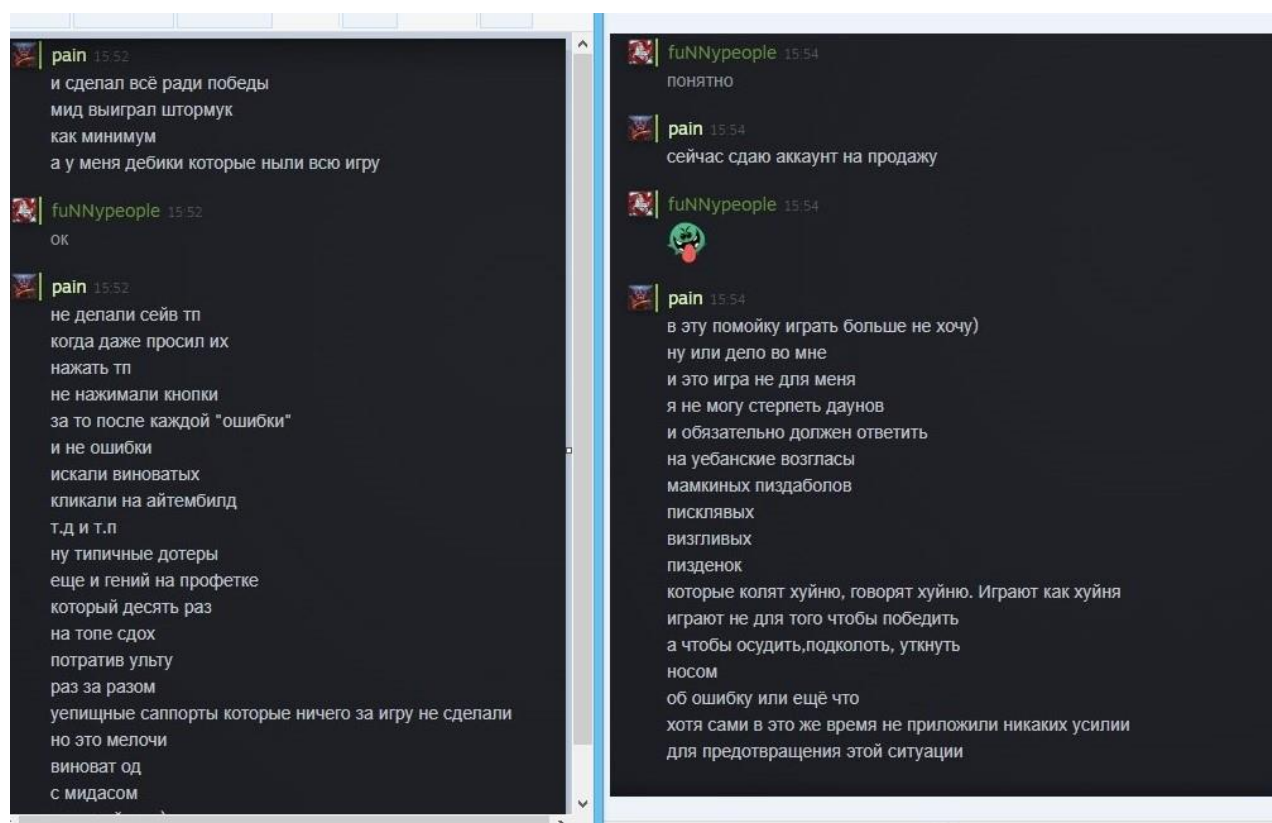 pain 15:52
и сделал всё ради победы
мид выиграл штормук
как минимум
а у меня дебики которые ныли всю игру
fuNNypeople 15:52
ок
pain 15:52
не делали сейв тп
когда даже просил их
нажать тп
не нажимали кнопки
за то после каждой "ошибки"
и не ошибки
искали виноватых
кликали на айтембилд
т.д и т.п
ну типичные дотеры
еще и гений на профетке
который десять раз
на топе сдох
потратив ульту
раз за разом
уепищные саппорты которые ничего за игру не сделали
но это мелочи
виноват од
с мидасом
fuNNypeople 15:54
понятно
pain 15:54
сейчас сдаю аккаунт на продажу
fuNNypeople 15:54
pain 15:54
в эту помойку играть больше не хочу)
ну или дело во мне
и это игра не для меня
я не могу стерпеть даунов
и обязательно должен ответить
на уебанские возгласы
мамкиных пиздаболов
писклявых
визгливых
пизденок
которые колят хуйню, говорят хуйню. Играют как хуйня
играют не для того чтобы победить
а чтобы осудить,подколоть, уткнуть
носом
об ошибку или ещё что
хотя сами в это же время не приложили никаких усилии
для предотвращения этой ситуации